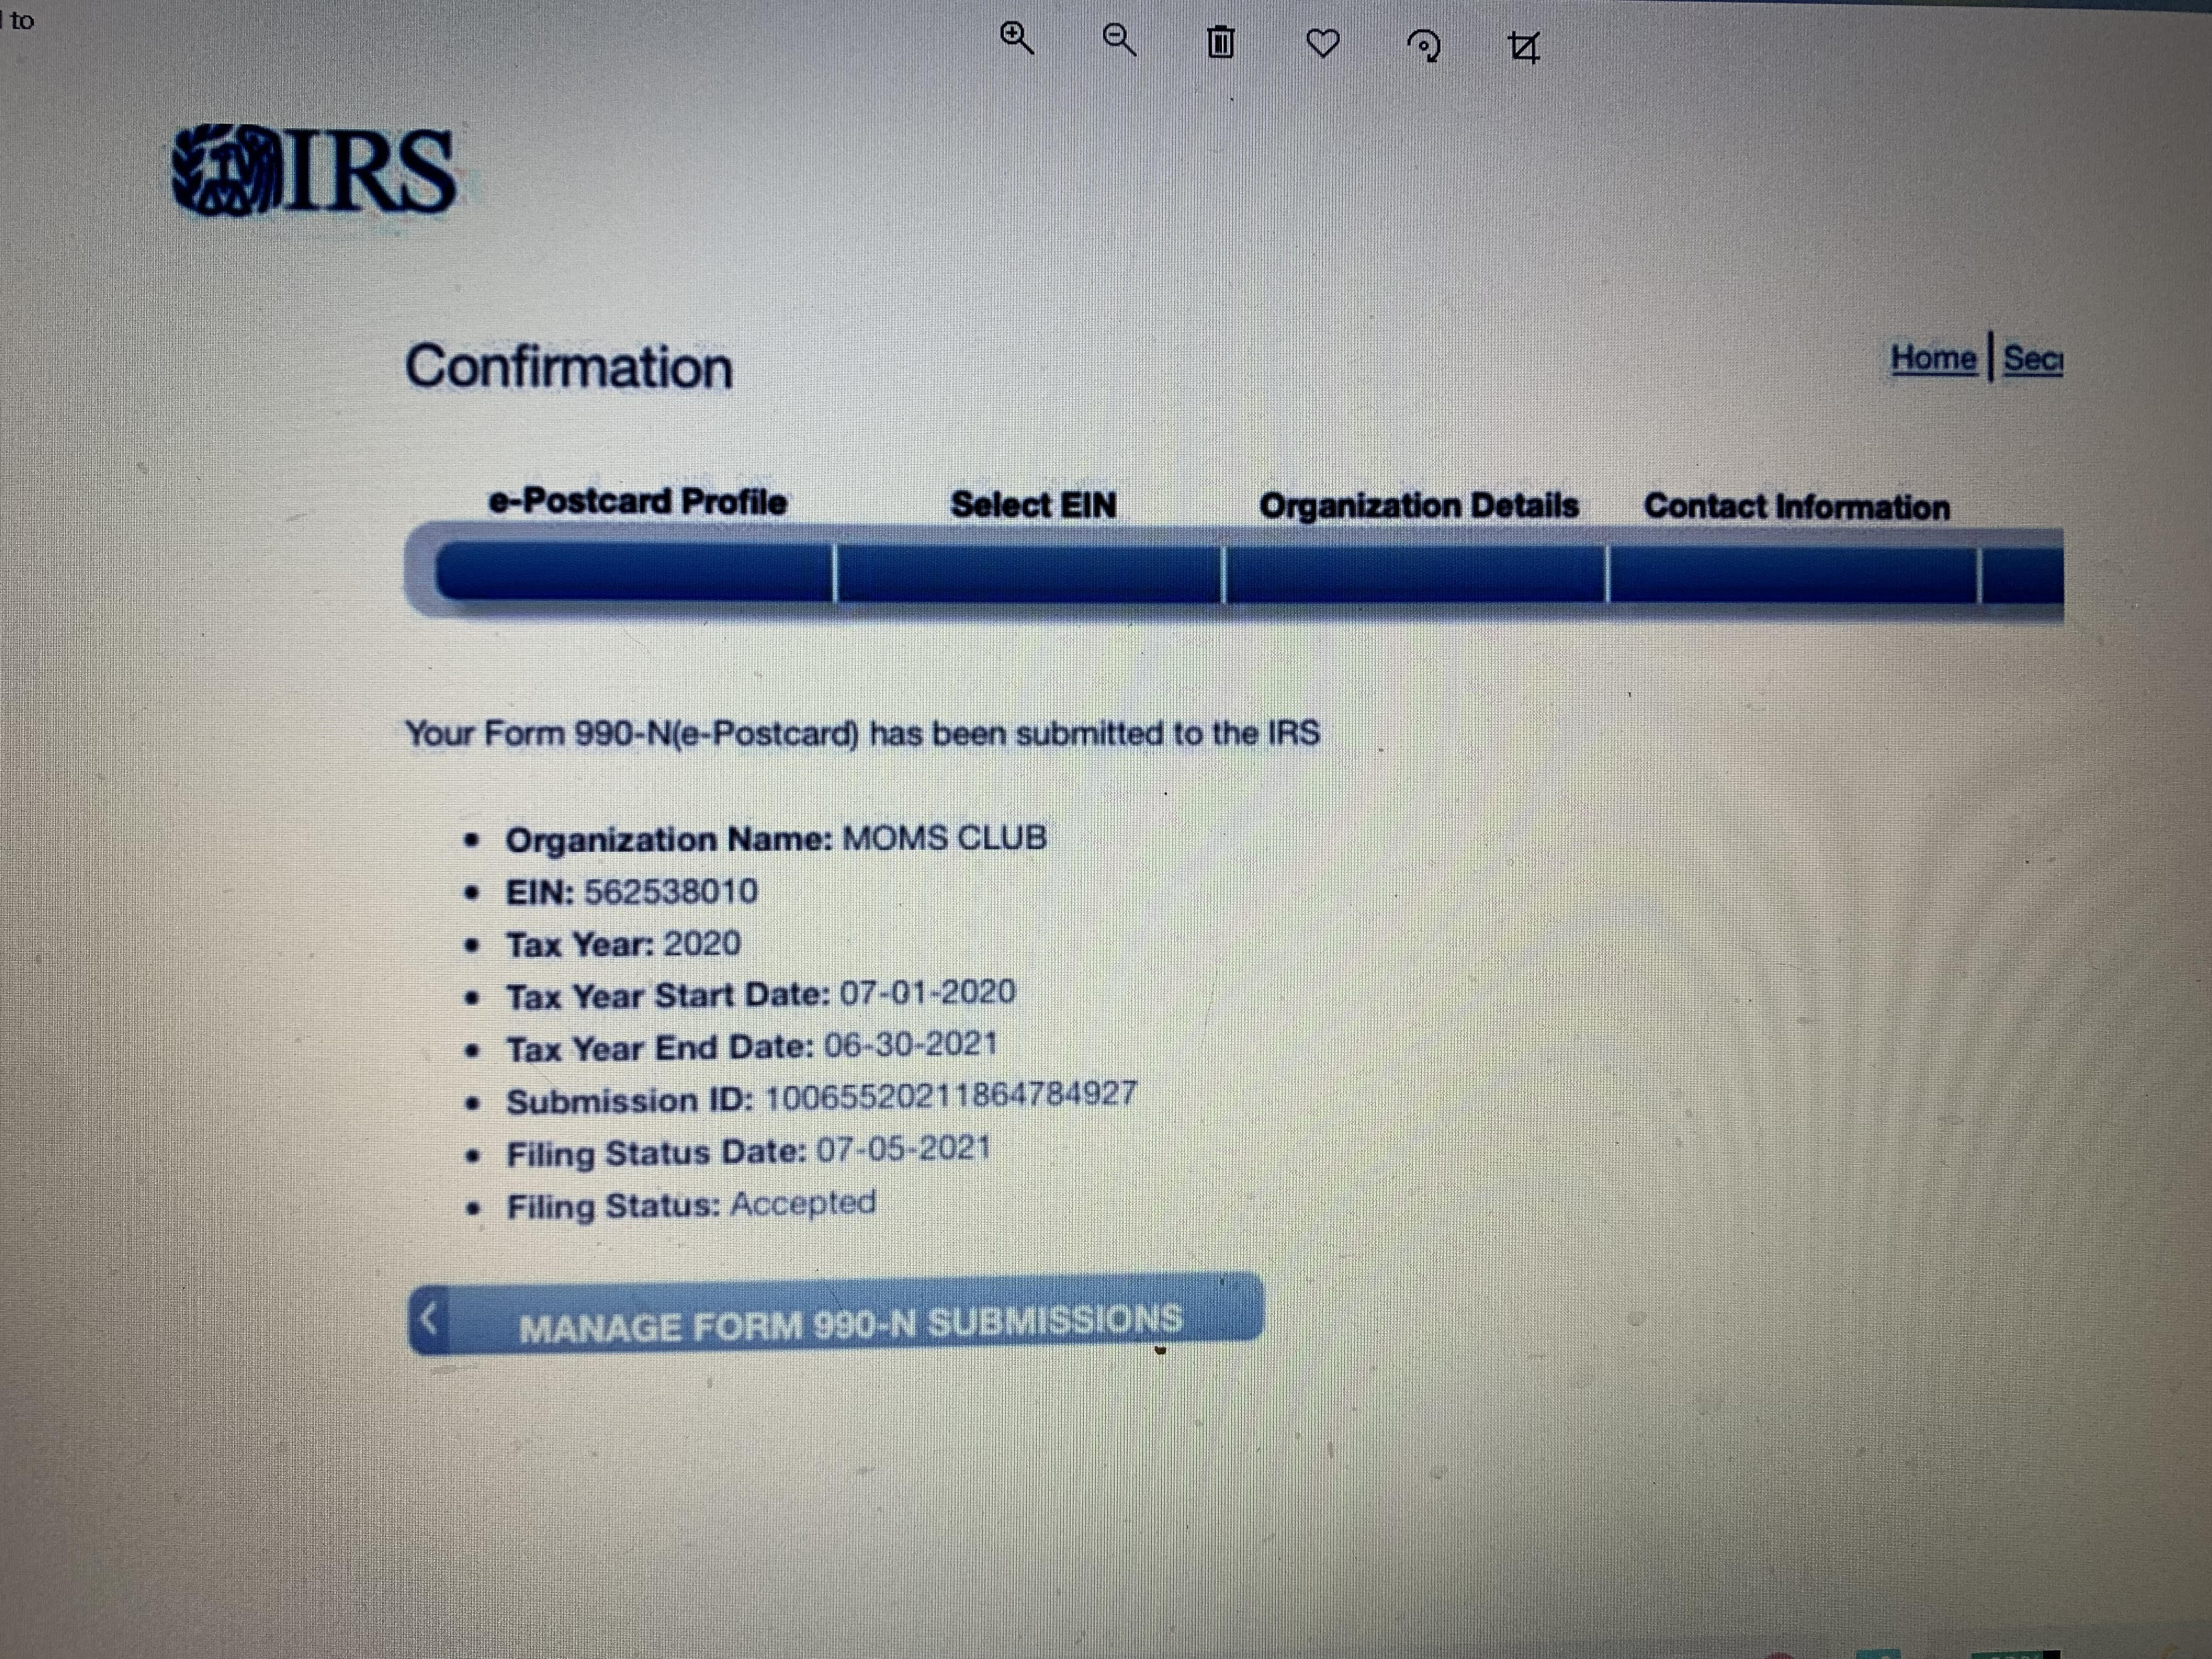 to
IRS
Confirmation
Home | Secu
e-Postcard Profile Select EIN Organization Details Contact Information
Your Form 990-N(e-Postcard) has been submitted to the IRS
• Organization Name: MOMS CLUB
• EIN: 562538010
• Tax Year: 2020
• Tax Year Start Date: 07-01-2020
• Tax Year End Date: 06-30-2021
• Submission ID: 10065520211864784927
• Filing Status Date: 07-05-2021
• Filing Status: Accepted
MANAGE FORM 990-N SUBMISSIONS